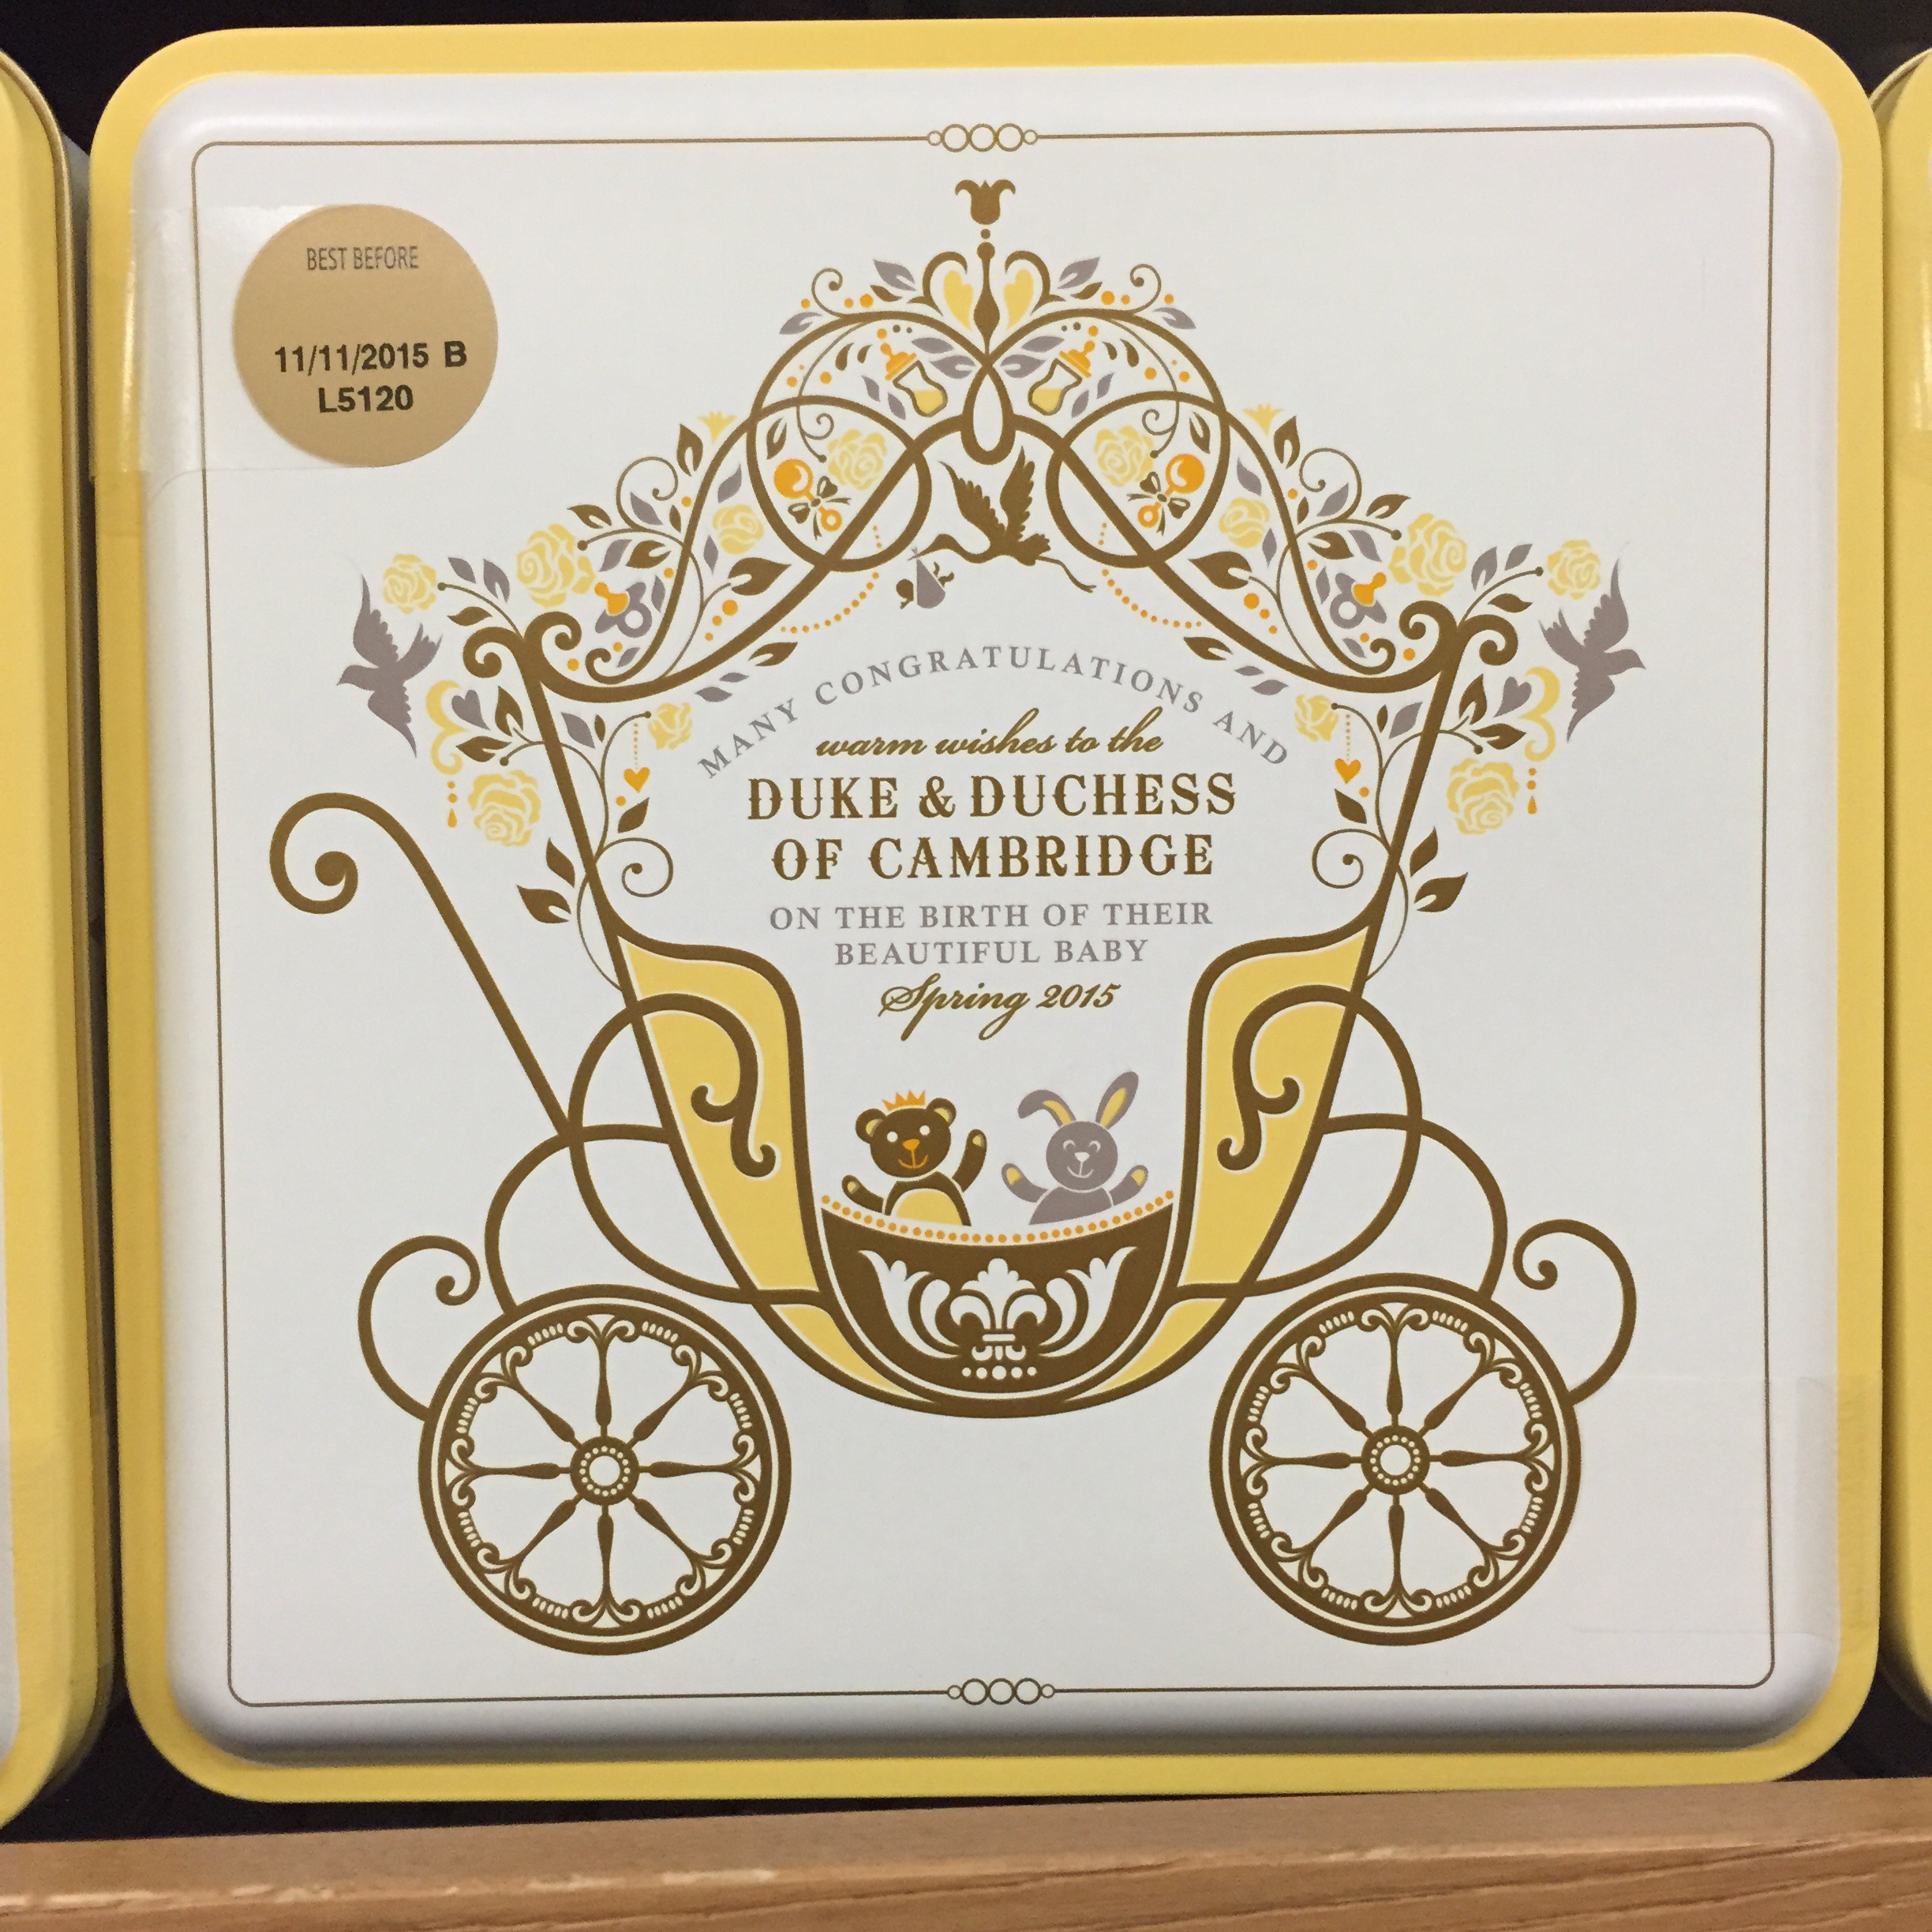 BEST BEFORE
11/11/2015 B
L5120
MANY CONGRATULATIONS AND
warm wishes to the
DUKE & DUCHESS
OF CAMBRIDGE
ON THE BIRTH OF THEIR
BEAUTIFUL BABY
Spring 2015